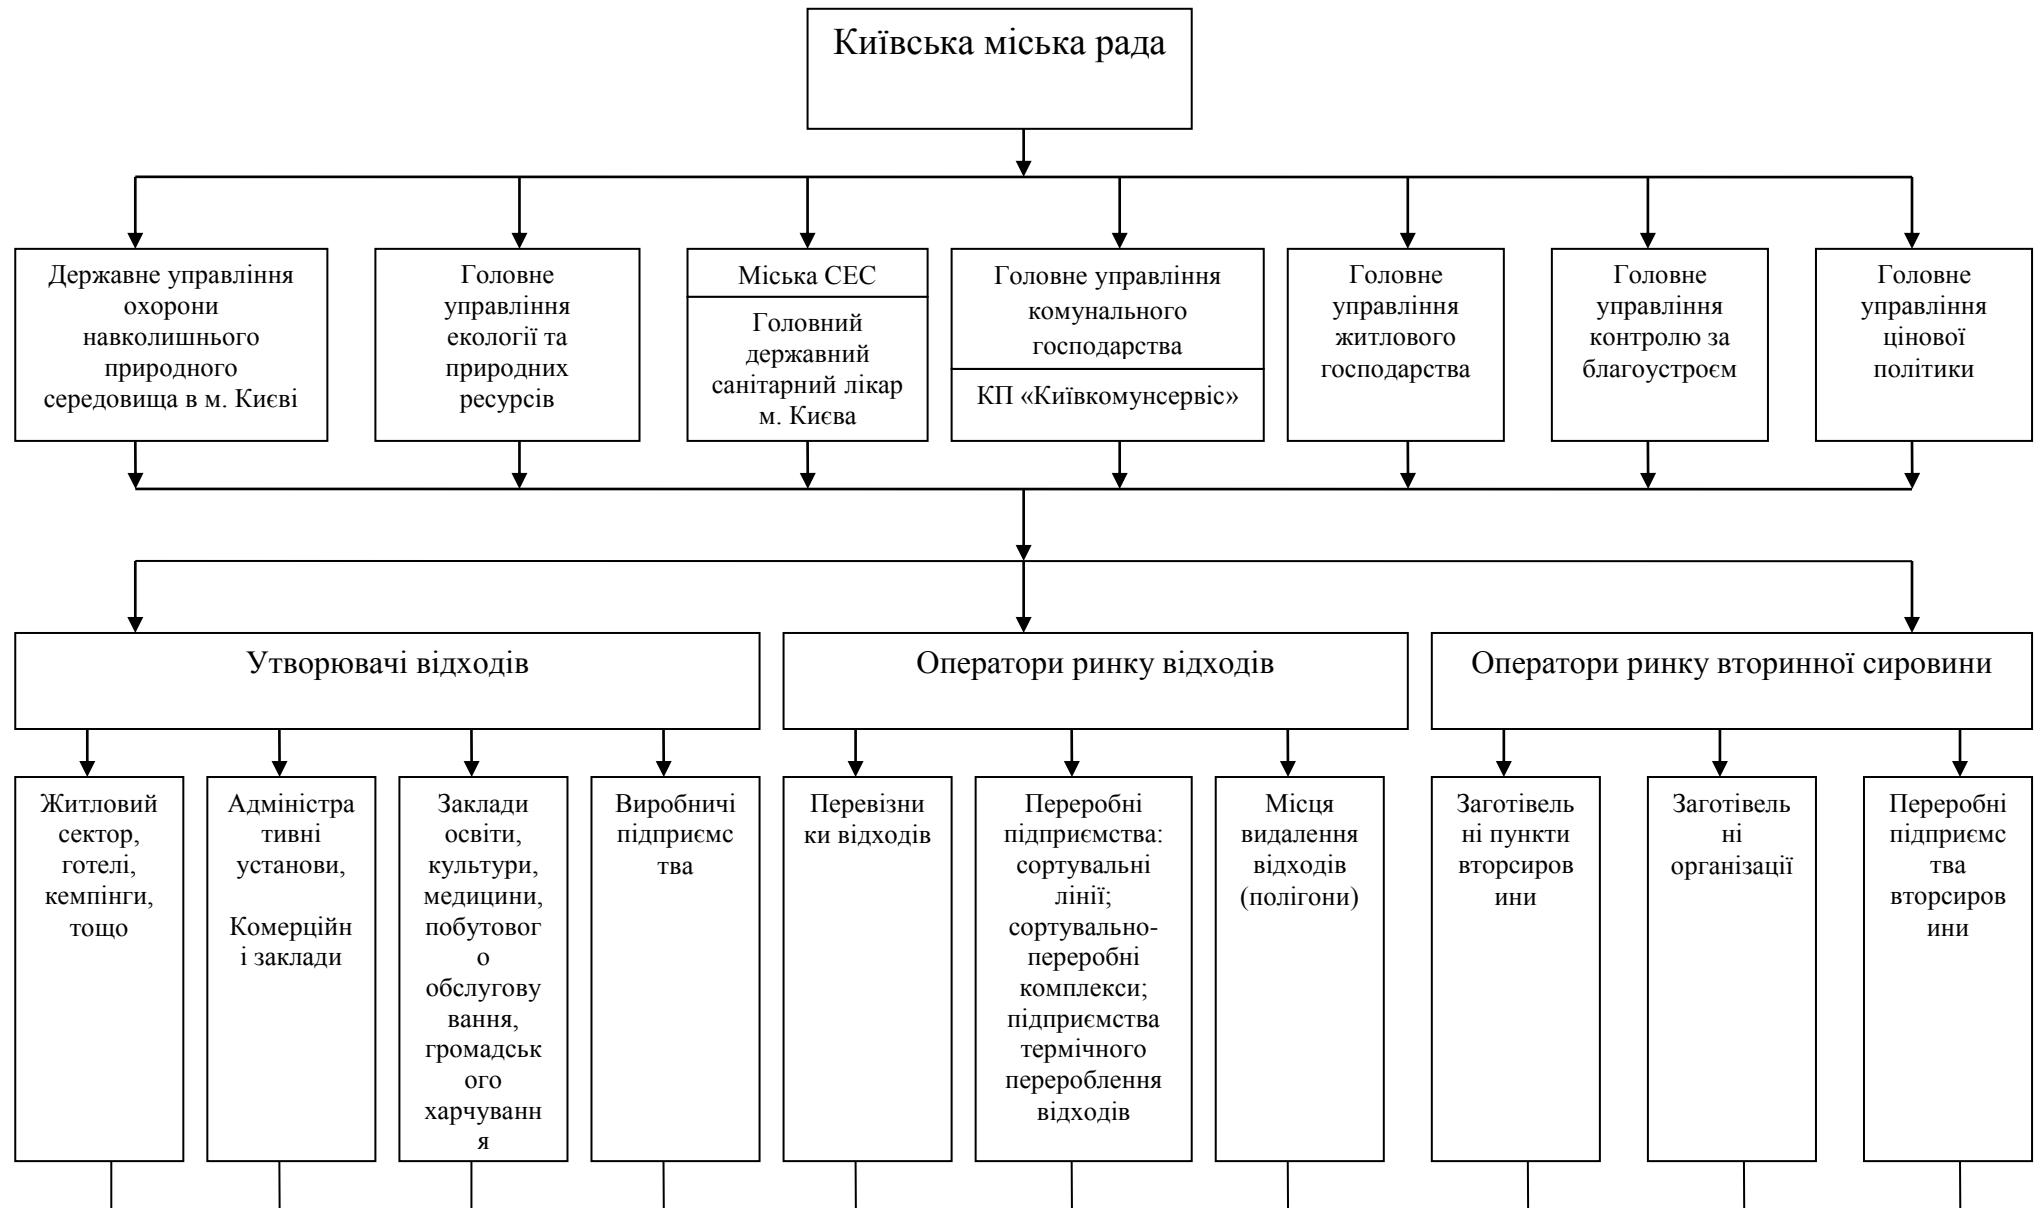 Київська міська рада
Державне управління
охорони
навколишнього
природного
середовища в м. Києві
Головне
управління
екології та
природних
ресурсів
Міська СЕС
Головний
державний
санітарний лікар
м. Києва
Головне управління
комунального
господарства
КП «Київкомунсервіс»
Головне
управління
житлового
господарства
Головне
управління
контролю за
благоустроєм
Головне
управління
цінової
політики
Утворювачі відходів
Оператори ринку відходів
Оператори ринку вторинної сировини
Житловий
сектор,
готелі,
кемпінги,
тощо
Адміністра
тивні
установи,
Комерційн
і заклади
Заклади
освіти,
культури,
медицини,
побутовог
о
обслугову
вання,
громадськ
ого
харчуванн
я
Виробничі
підприємс
тва
Перевізни
ки відходів
Переробні
підприємства:
сортувальні
лінії;
сортувально-
переробні
комплекси;
підприємства
термічного
перероблення
відходів
Місця
видалення
відходів
(полігони)
Заготівель
ні пункти
вторсиров
ини
Заготівель
ні
організації
Переробні
підприємс
тва
вторсиров
ини